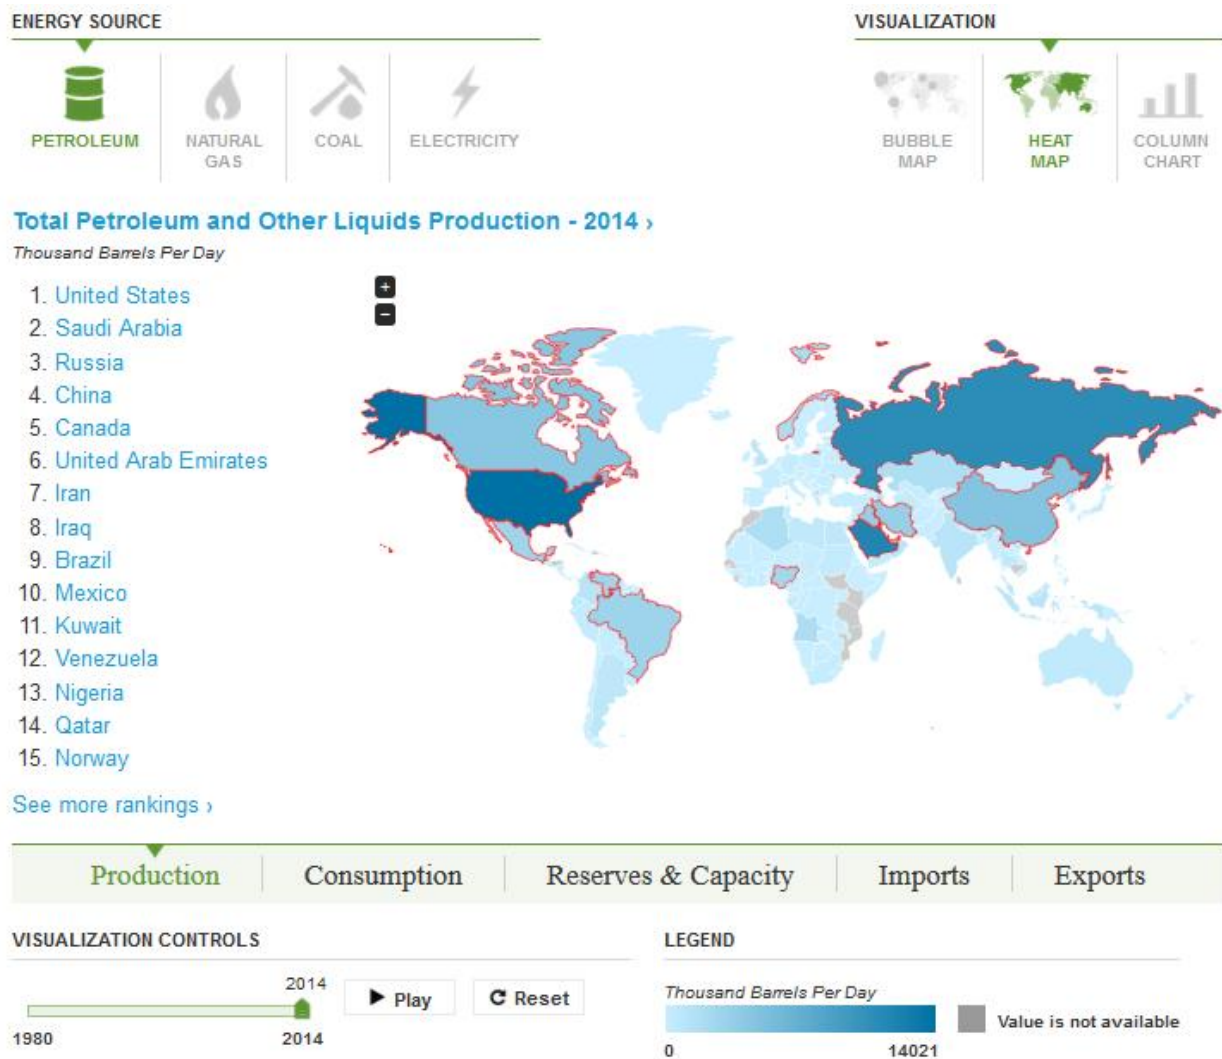 ENERGY SOURCE
VISUALIZATION
PETROLEUM
NATURAL
GAS
COAL
ELECTRICITY
BUBBLE
MAP
HEAT
MAP
COLUMN
CHART
Total Petroleum and Other Liquids Production - 2014 ›
Thousand Barrels Per Day
1. United States
2. Saudi Arabia
3. Russia
4. China
5. Canada
6. United Arab Emirates
7. Iran
8. Iraq
9. Brazil
10. Mexico
11. Kuwait
12. Venezuela
13. Nigeria
14. Qatar
15. Norway
See more rankings ›
+
−
Production
Consumption
Reserves & Capacity
Imports
Exports
VISUALIZATION CONTROLS
2014
1980
2014
Play
Reset
LEGEND
Thousand Barrels Per Day
0
14021
Value is not available